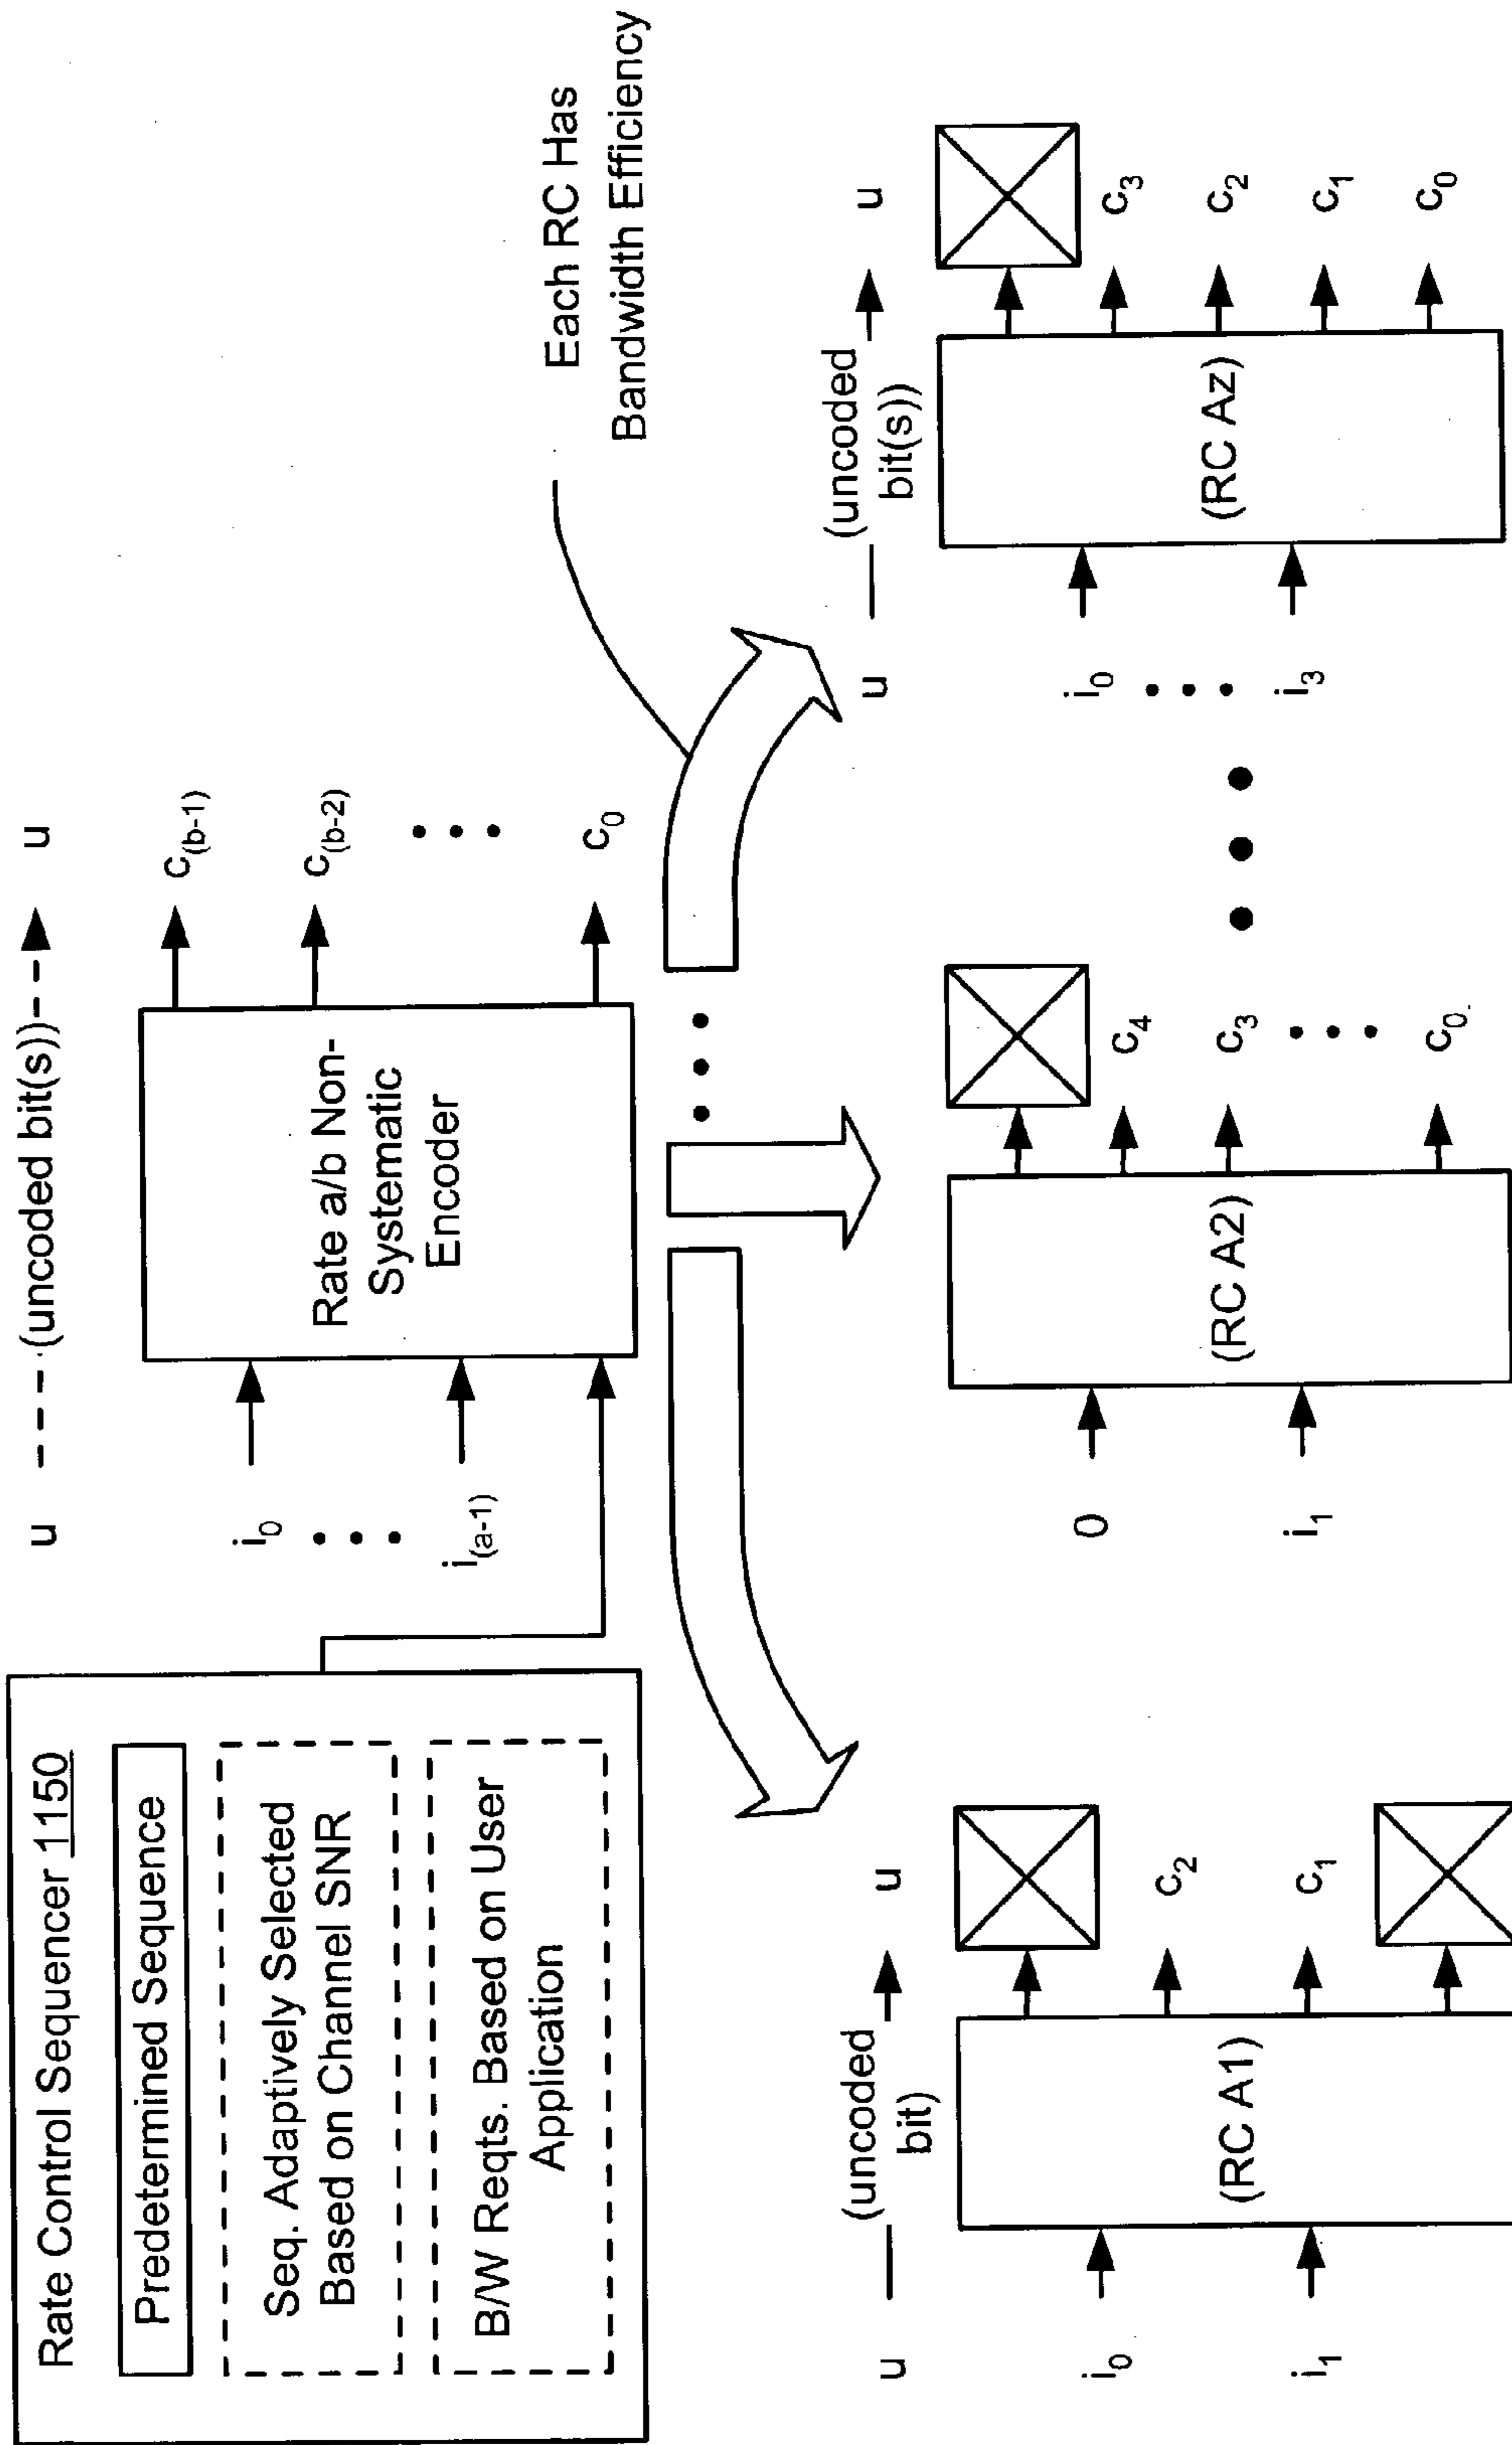 Rate Control Sequencer 1150
Predetermined Sequence
Seq. Adaptively Selected
Based on Channel SNR
B/W Reqts. Based on User
Application
u (uncoded bit(s)) u
i₀
i₍ₐ₋₁₎
Rate a/b Non-
Systematic
Encoder
c(b-1)
c(b-2)
c₀
Each RC Has
Bandwidth Efficiency
u (uncoded u
bit)
i₀
i₁
(RC A1)
c₂
c₁
0
i₁
(RC A2)
c₄
c₃
c₀
u (uncoded u
bit(s))
i₀
i₃
(RC Az)
c₃
c₂
c₁
c₀